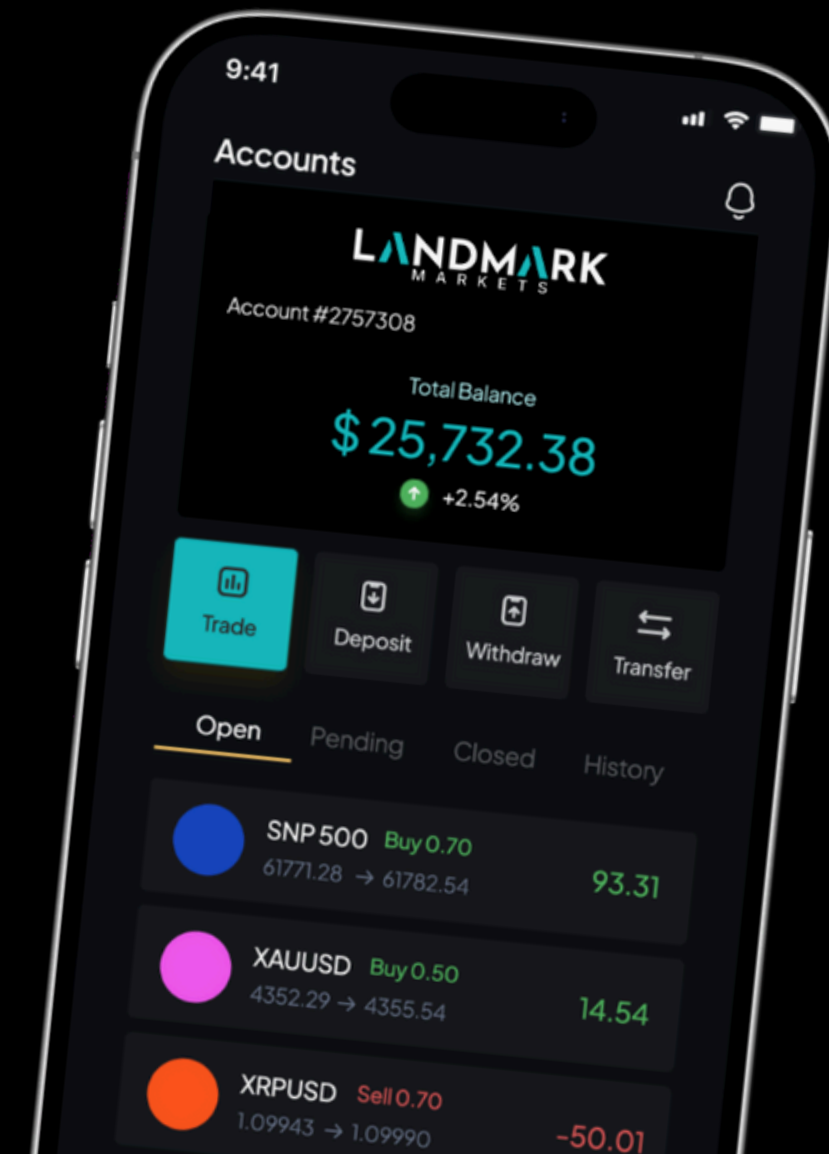 9:41
Accounts
LANDMARK
MARKETS
Account #2757308
Total Balance
$25,732.38
+2.54%
Trade
Deposit
Withdraw
Transfer
Open
Pending
Closed
History
SNP 500 Buy 0.70
61771.28 → 61782.54
93.31
XAUUSD Buy 0.50
4352.29 → 4355.54
14.54
XRPUSD Sell 0.70
1.09943 → 1.09990
-50.01